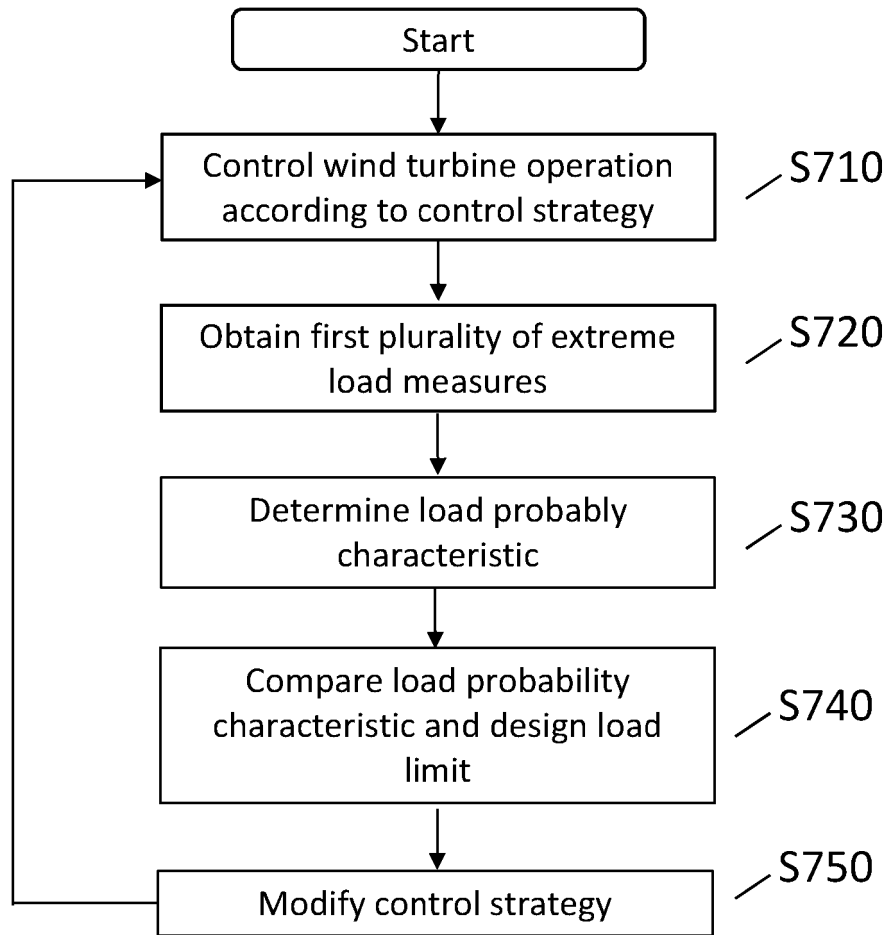 Start
Control wind turbine operation
according to control strategy
S710
Obtain first plurality of extreme
load measures
S720
Determine load probably
characteristic
S730
Compare load probability
characteristic and design load
limit
S740
Modify control strategy
S750